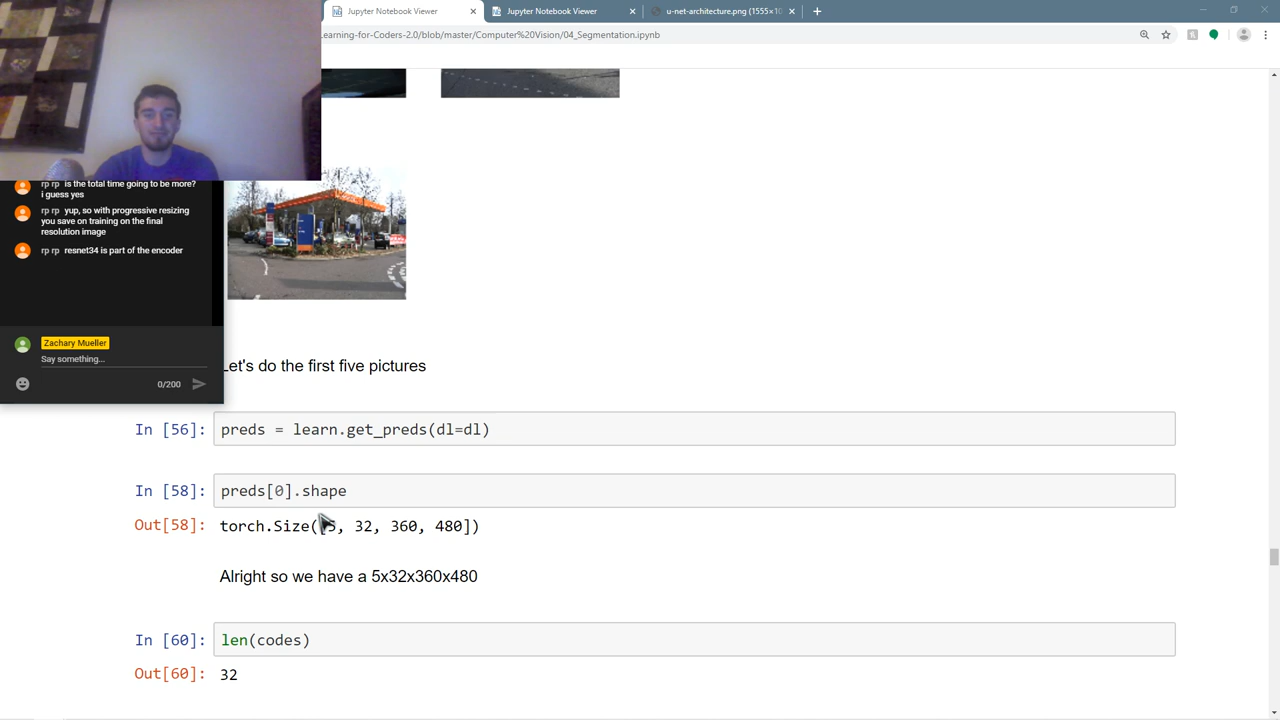 Jupyter Notebook Viewer
Jupyter Notebook Viewer
u-net-architecture.png (1555×10
earning-for-Coders-2.0/blob/master/Computer%20Vision/04_Segmentation.ipynb
rp rp is the total time going to be more?
i guess yes
rp rp yup, so with progressive resizing
you save on training on the final
resolution image
rp rp resnet34 is part of the encoder
Zachary Mueller
Say something...
0/200
Let's do the first five pictures
In [56]: preds = learn.get_preds(dl=dl)
In [58]: preds[0].shape
Out[58]: torch.Size([5, 32, 360, 480])
Alright so we have a 5x32x360x480
In [60]: len(codes)
Out[60]: 32